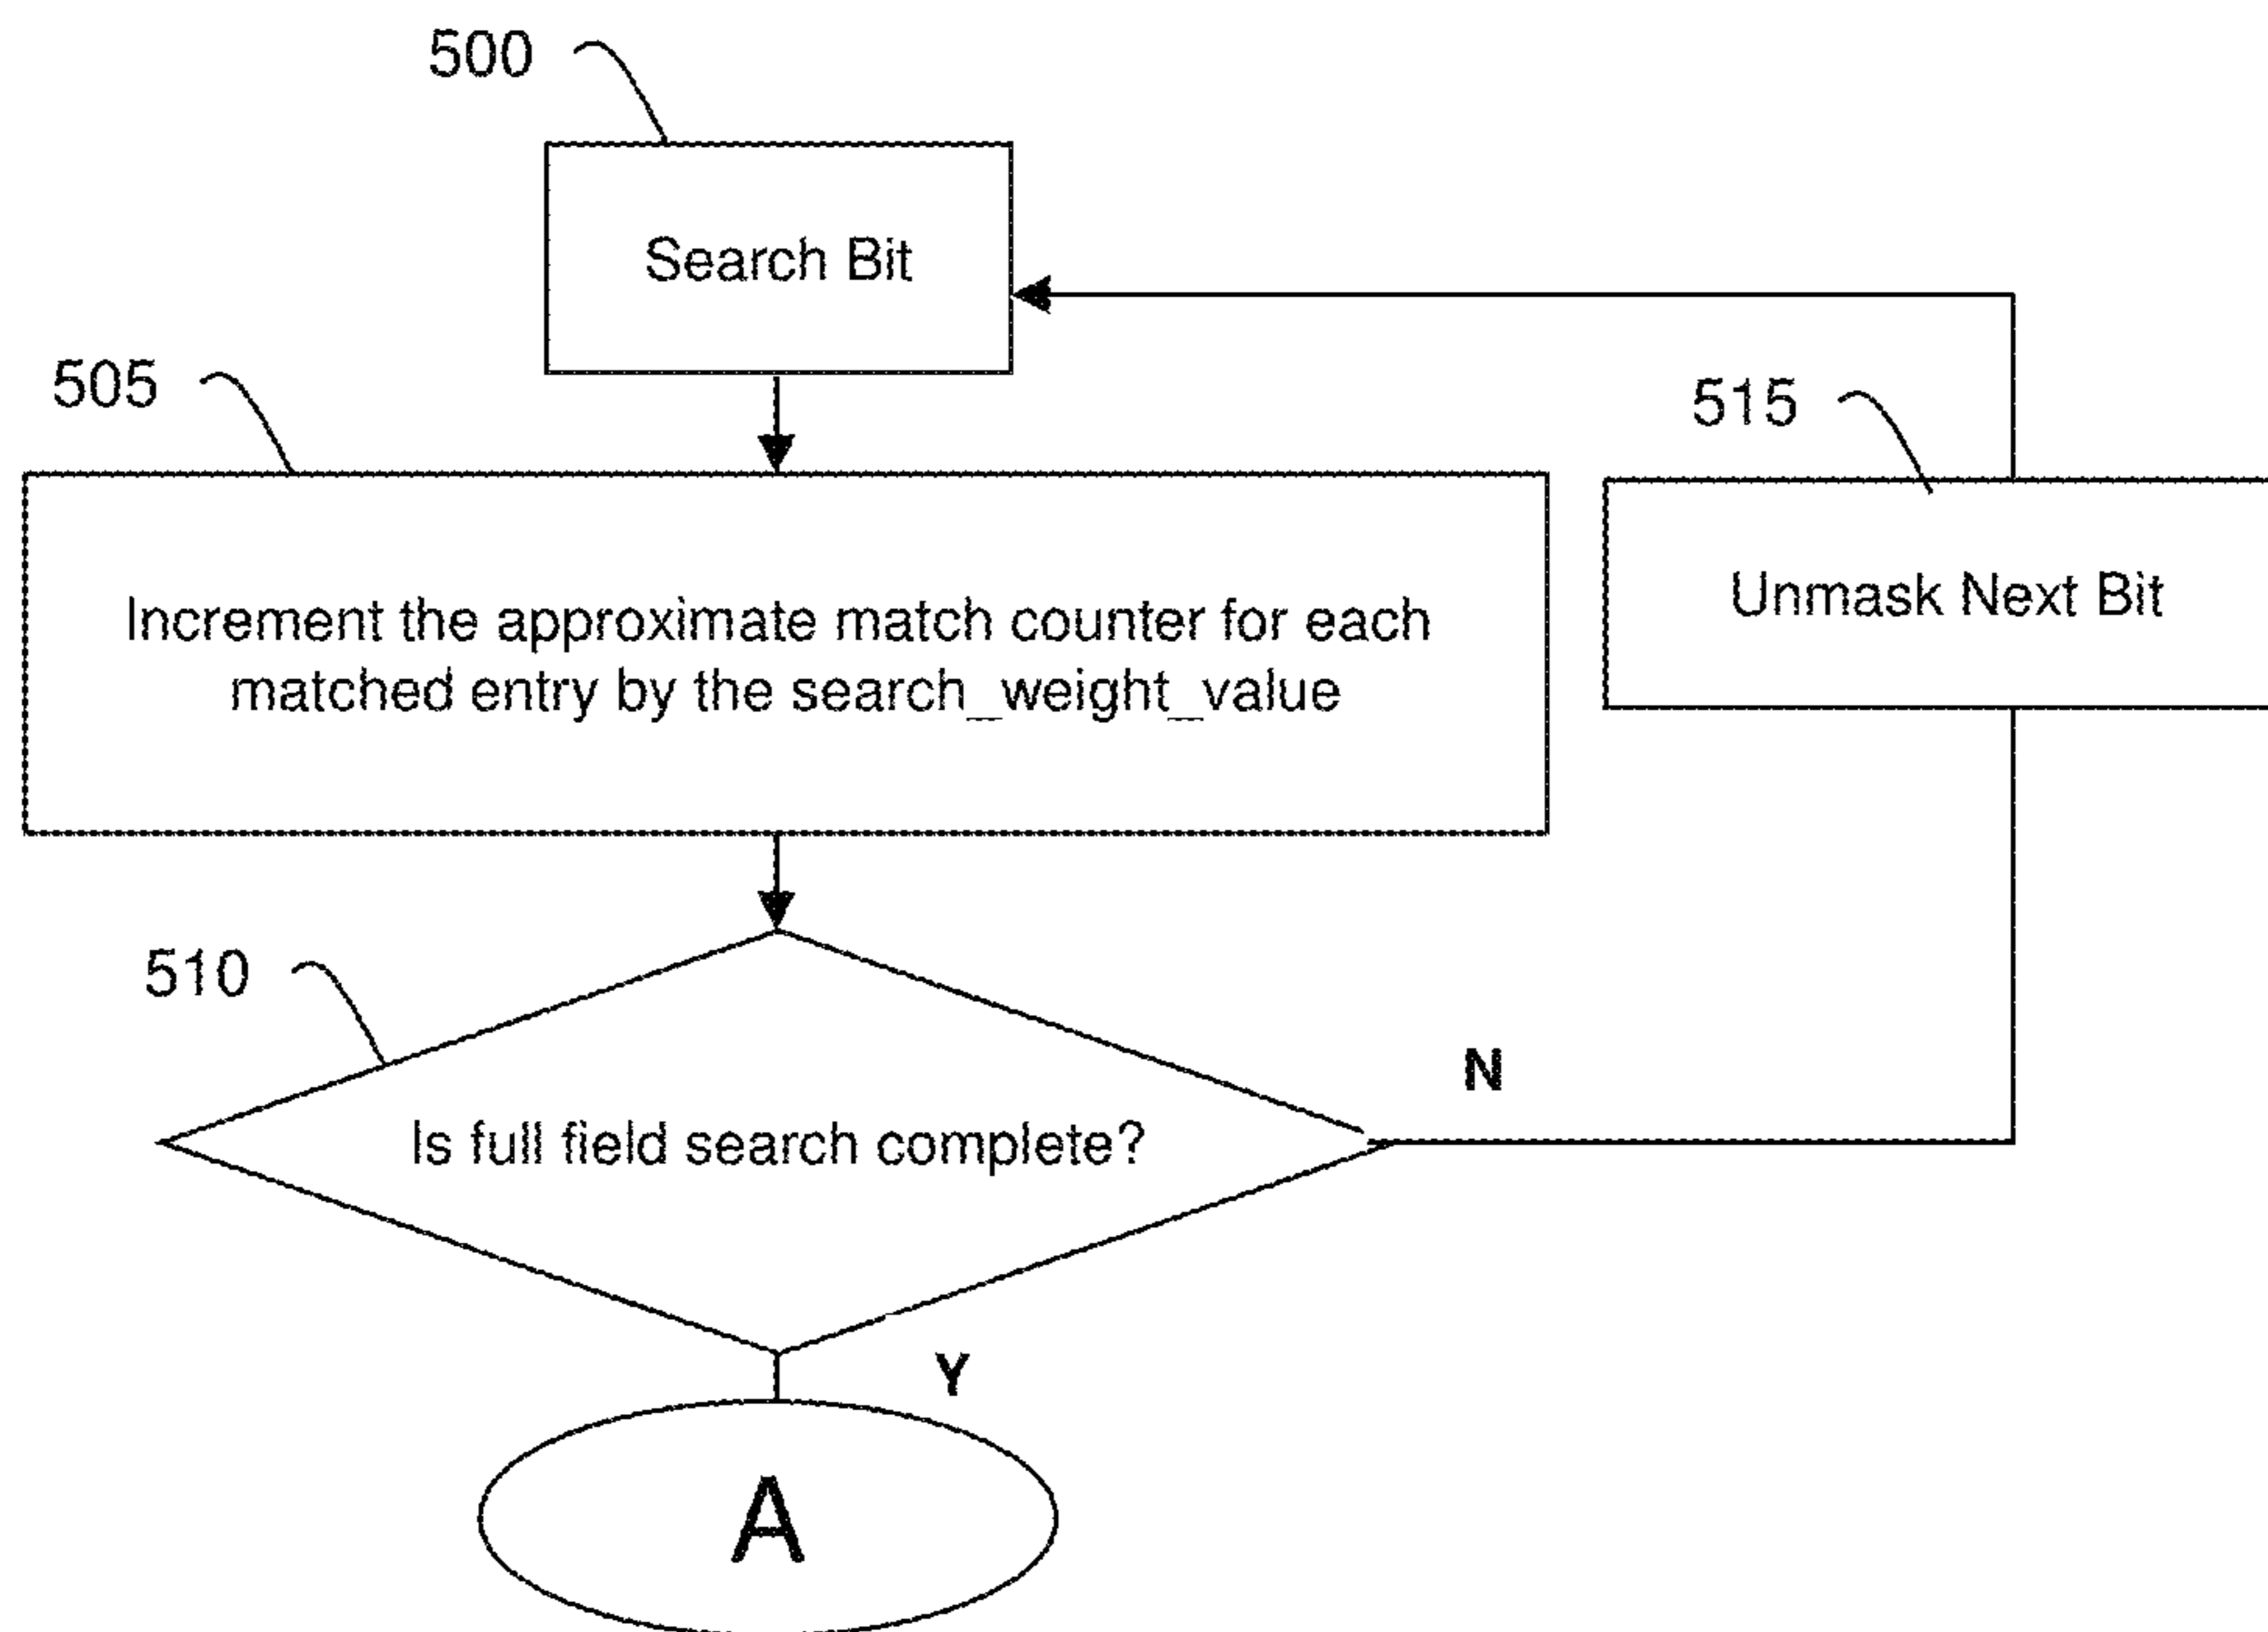 500
Search Bit
505
515
Increment the approximate match counter for each
matched entry by the search_weight_value
Unmask Next Bit
510
N
Is full field search complete?
Y
A